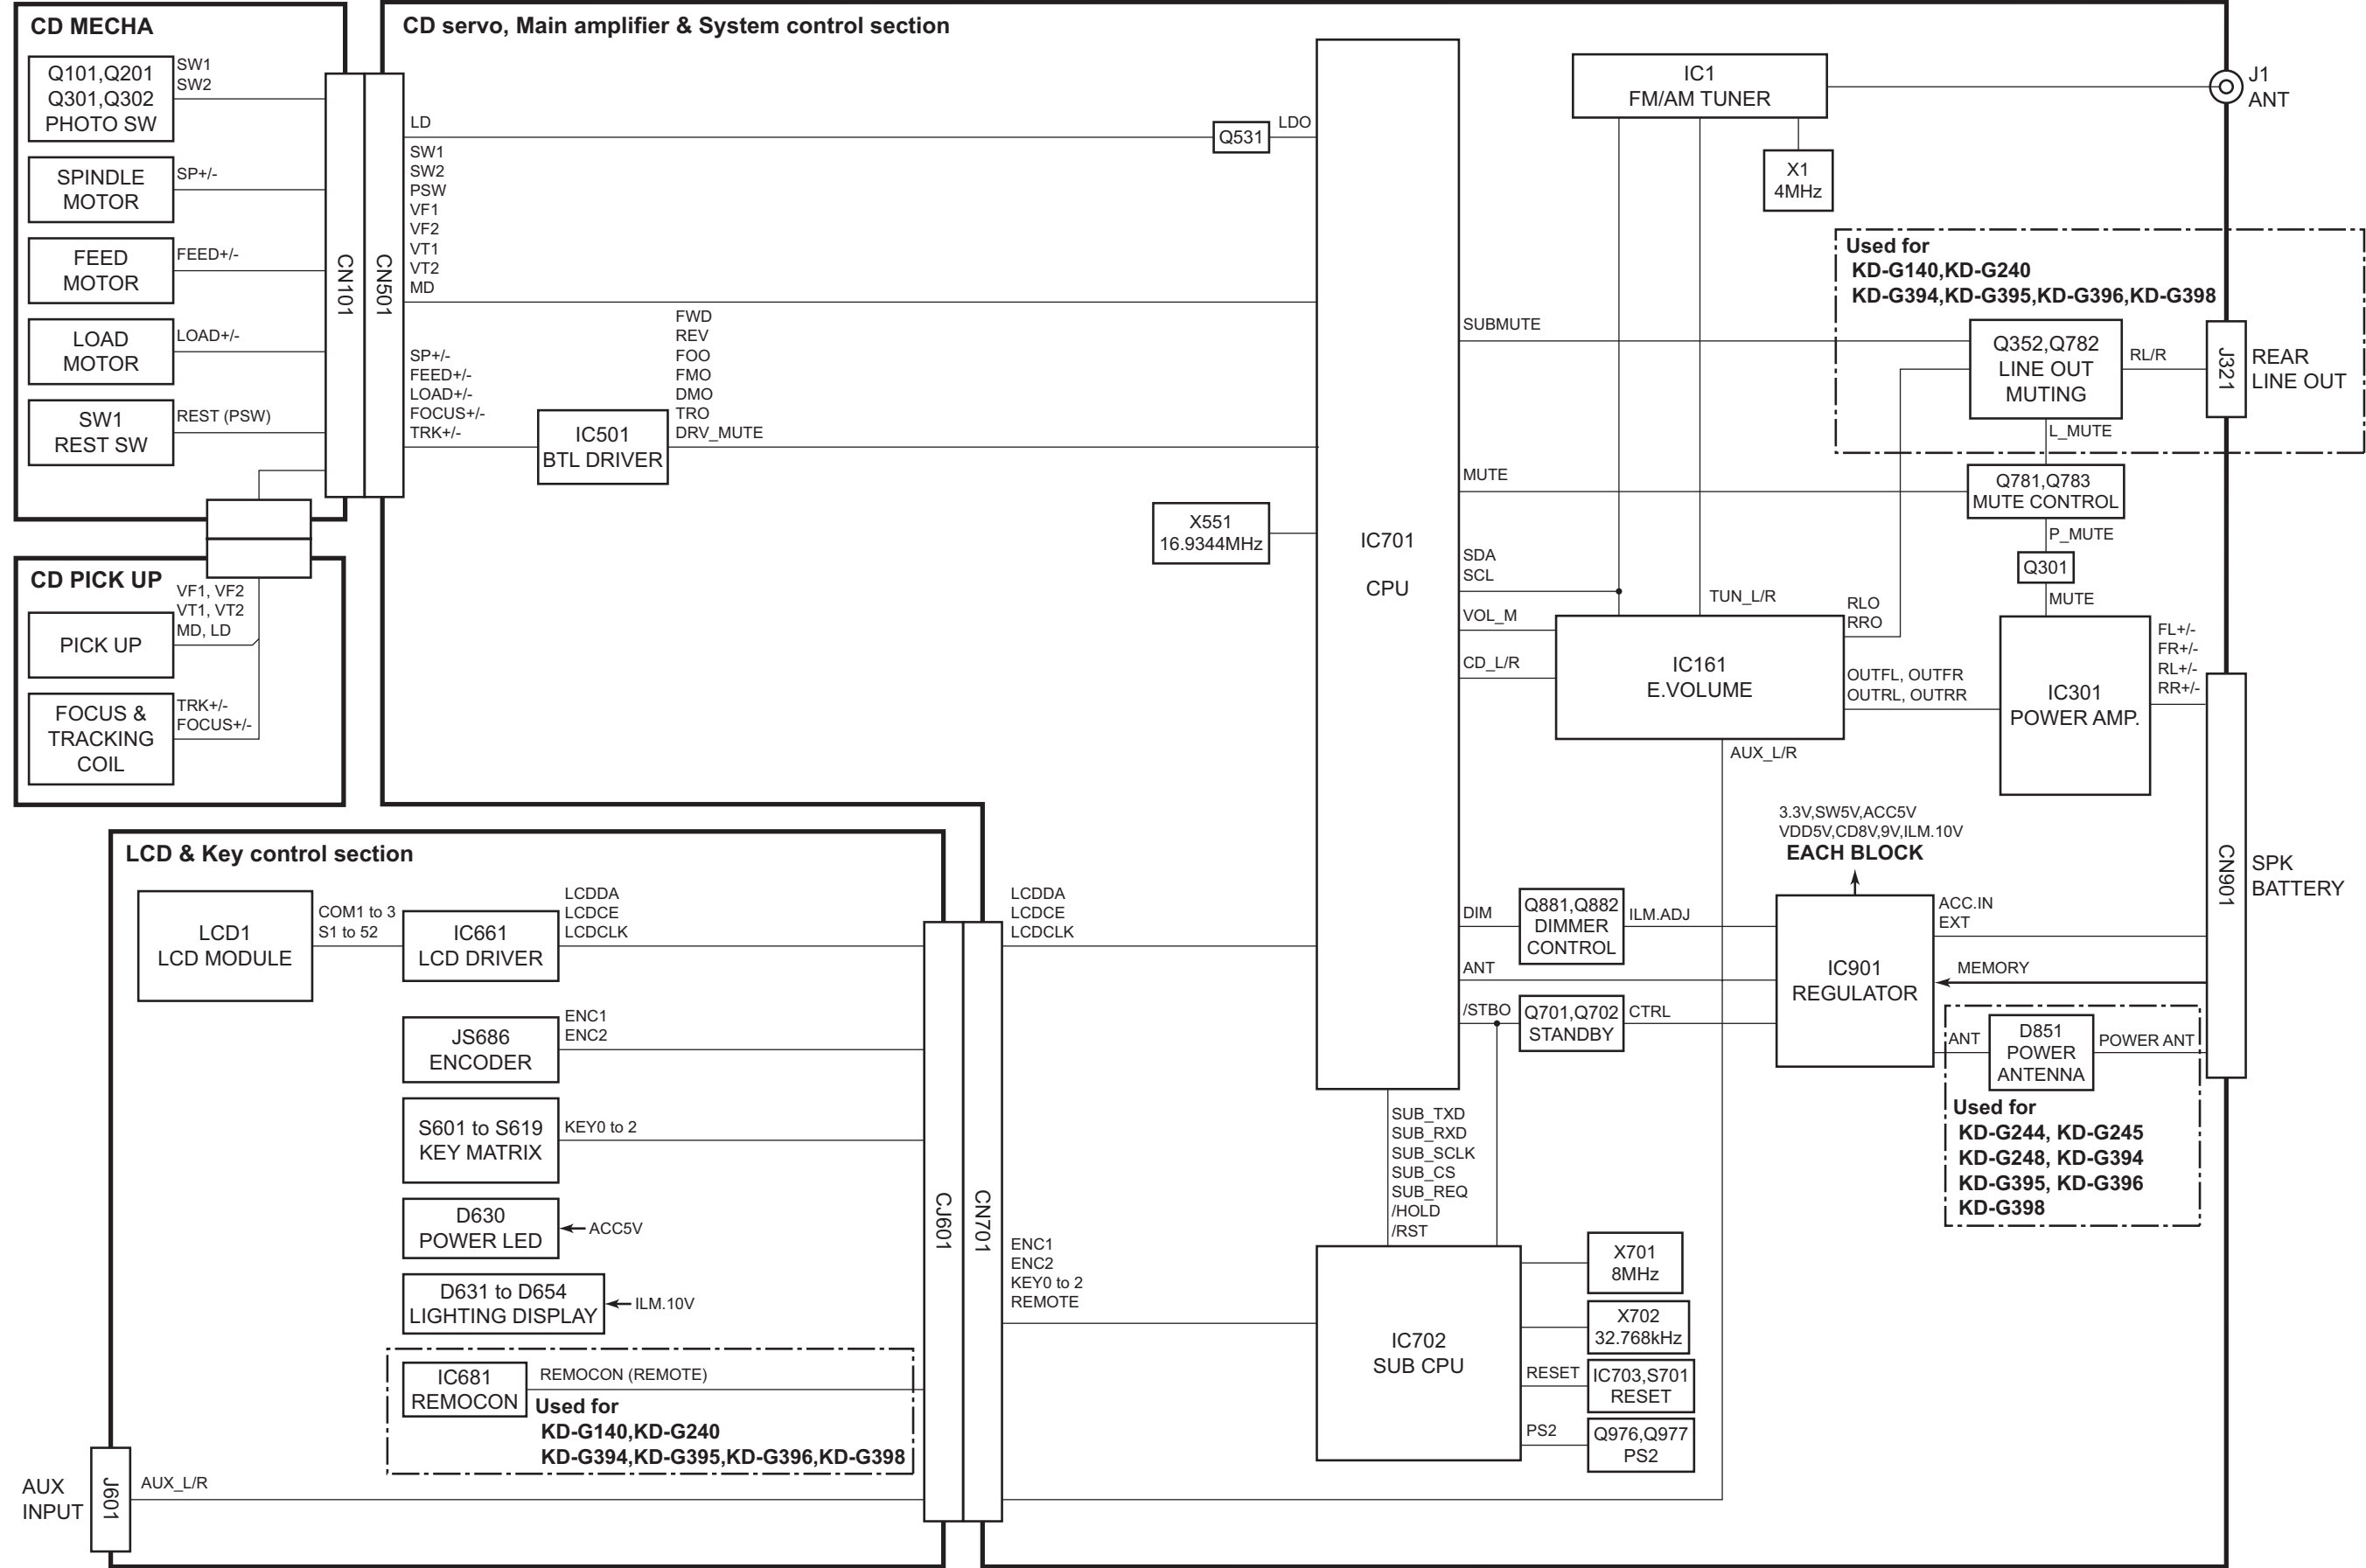 CD MECHA
Q101,Q201
Q301,Q302
PHOTO SW
SW1
SW2
SPINDLE
MOTOR
SP+/-
FEED
MOTOR
FEED+/-
LOAD
MOTOR
LOAD+/-
SW1
REST SW
REST (PSW)
CN101
CN501
CD PICK UP
VF1, VF2
VT1, VT2
MD, LD
PICK UP
FOCUS &
TRACKING
COIL
TRK+/-
FOCUS+/-
CD servo, Main amplifier & System control section
LD
Q531
LDO
SW1
SW2
PSW
VF1
VF2
VT1
VT2
MD
SP+/-
FEED+/-
LOAD+/-
FOCUS+/-
TRK+/-
IC501
BTL DRIVER
FWD
REV
FOO
FMO
DMO
TRO
DRV_MUTE
X551
16.9344MHz
IC701
CPU
IC1
FM/AM TUNER
X1
4MHz
J1
ANT
Used for
KD-G140,KD-G240
KD-G394,KD-G395,KD-G396,KD-G398
SUBMUTE
Q352,Q782
LINE OUT
MUTING
RL/R
J321
REAR
LINE OUT
L_MUTE
MUTE
Q781,Q783
MUTE CONTROL
P_MUTE
Q301
MUTE
SDA
SCL
VOL_M
CD_L/R
TUN_L/R
RLO
RRO
IC161
E.VOLUME
OUTFL, OUTFR
OUTRL, OUTRR
IC301
POWER AMP.
FL+/-
FR+/-
RL+/-
RR+/-
AUX_L/R
3.3V,SW5V,ACC5V
VDD5V,CD8V,9V,ILM.10V
EACH BLOCK
CN901
SPK
BATTERY
DIM
Q881,Q882
DIMMER
CONTROL
ILM.ADJ
IC901
REGULATOR
ACC.IN
EXT
MEMORY
ANT
/STBO
Q701,Q702
STANDBY
CTRL
ANT
D851
POWER
ANTENNA
POWER ANT
Used for
KD-G244, KD-G245
KD-G248, KD-G394
KD-G395, KD-G396
KD-G398
SUB_TXD
SUB_RXD
SUB_SCLK
SUB_CS
SUB_REQ
/HOLD
/RST
IC702
SUB CPU
X701
8MHz
X702
32.768kHz
RESET
IC703,S701
RESET
PS2
Q976,Q977
PS2
LCD & Key control section
LCD1
LCD MODULE
COM1 to 3
S1 to 52
IC661
LCD DRIVER
LCDDA
LCDCE
LCDCLK
JS686
ENCODER
ENC1
ENC2
S601 to S619
KEY MATRIX
KEY0 to 2
D630
POWER LED
ACC5V
D631 to D654
LIGHTING DISPLAY
ILM.10V
IC681
REMOCON
REMOCON (REMOTE)
Used for
KD-G140,KD-G240
KD-G394,KD-G395,KD-G396,KD-G398
CJ601
CN701
LCDDA
LCDCE
LCDCLK
ENC1
ENC2
KEY0 to 2
REMOTE
AUX
INPUT
J601
AUX_L/R